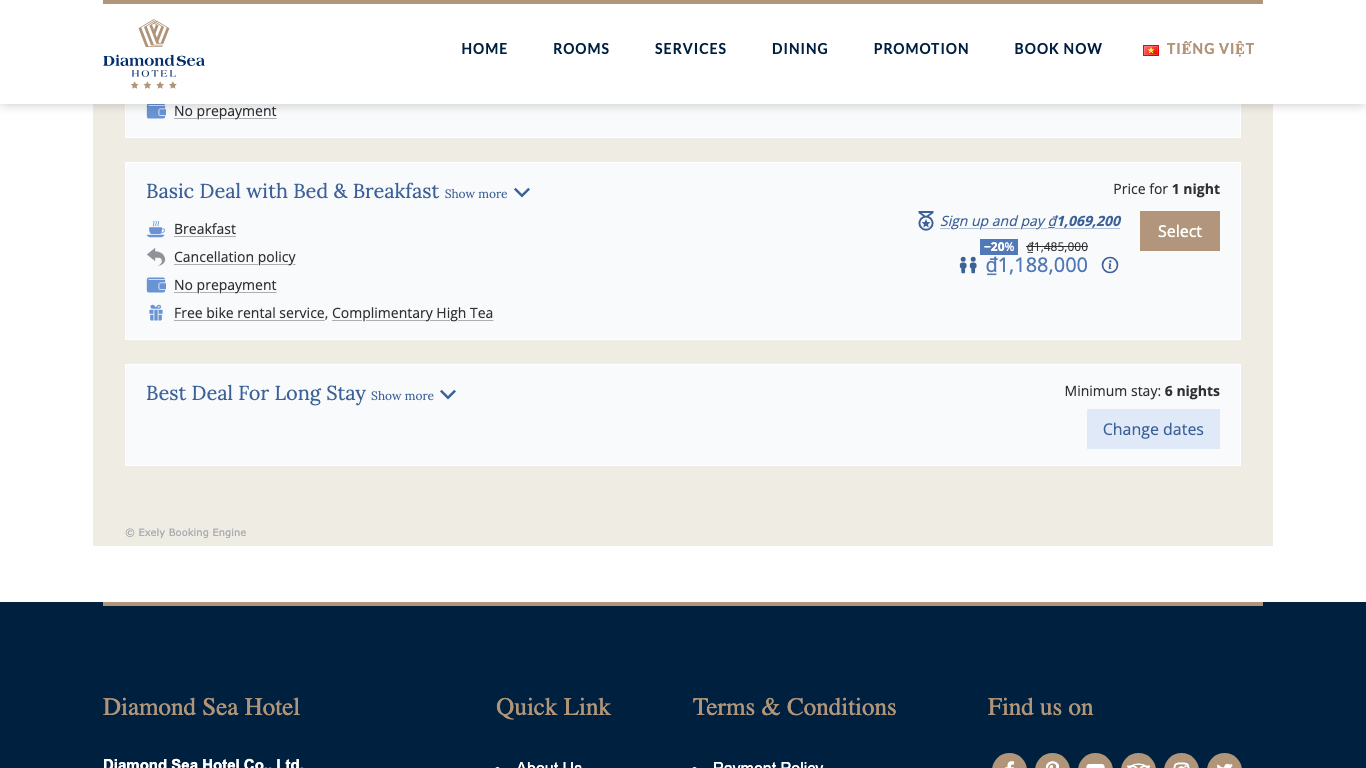 Diamond Sea
HOTEL
HOME ROOMS SERVICES DINING PROMOTION BOOK NOW TIẾNG VIỆT
No prepayment
Basic Deal with Bed & Breakfast Show more
Price for 1 night
Breakfast
Sign up and pay ₫1,069,200
Select
−20% ₫1,485,000
Cancellation policy
₫1,188,000
No prepayment
Free bike rental service, Complimentary High Tea
Best Deal For Long Stay Show more
Minimum stay: 6 nights
Change dates
© Exely Booking Engine
Diamond Sea Hotel
Quick Link
Terms & Conditions
Find us on
Diamond Sea Hotel Co., Ltd.
About Us
Payment Policy